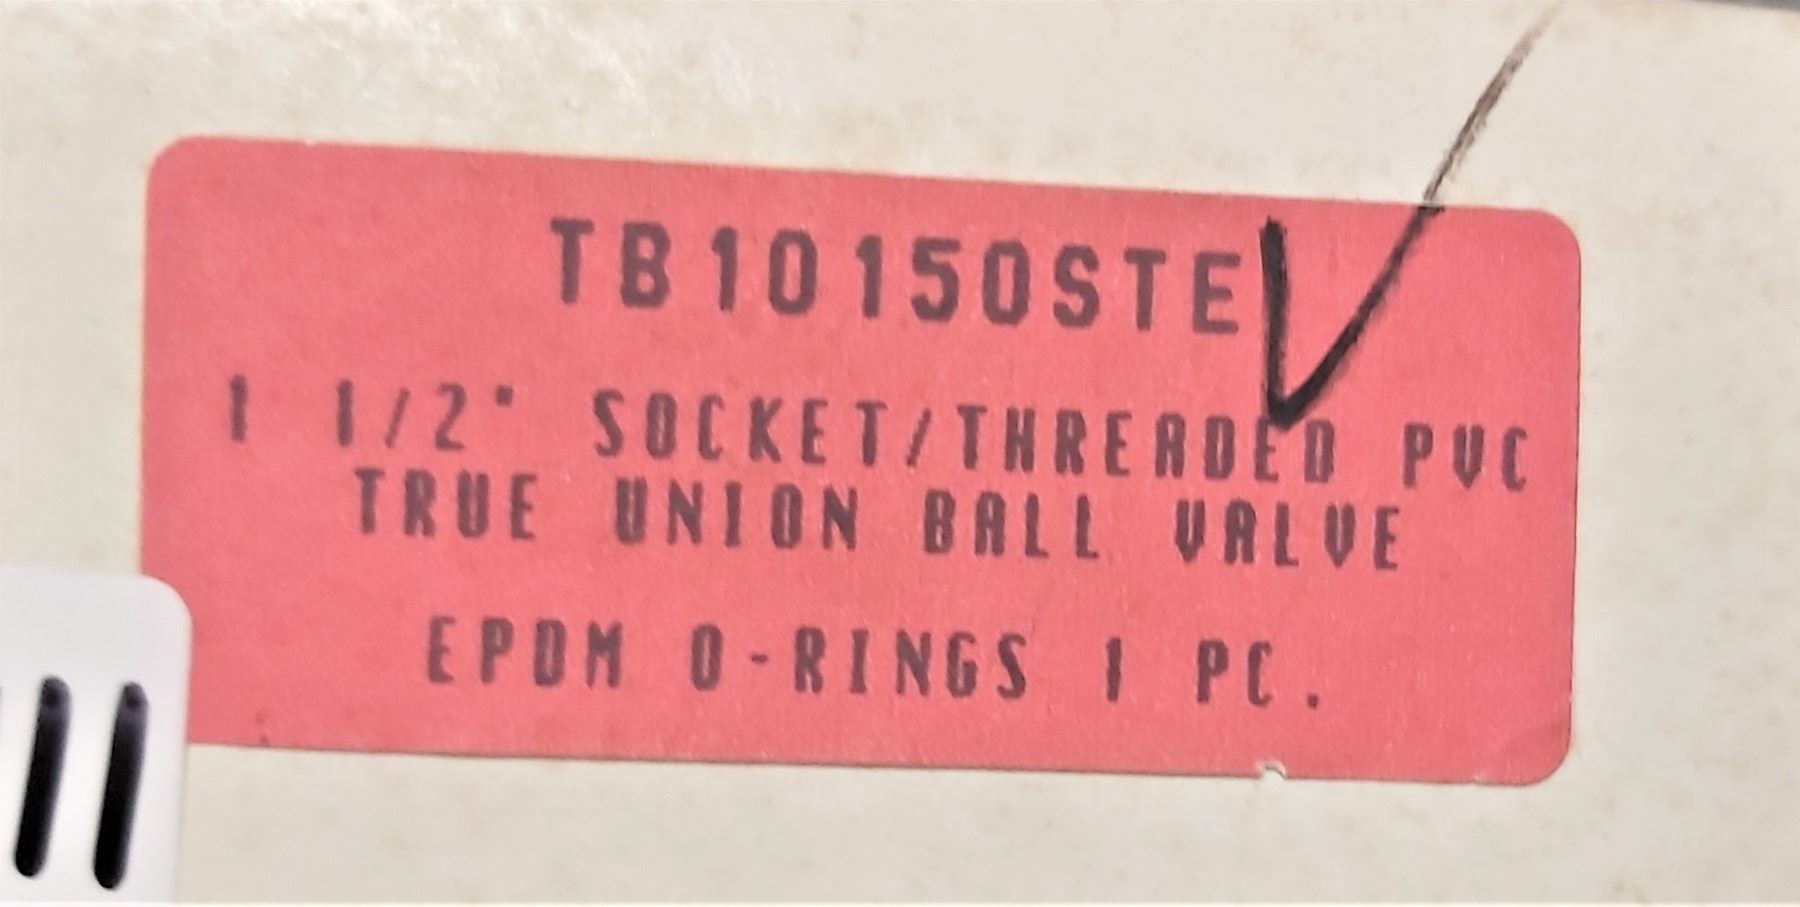 TB10150STE
1 1/2" SOCKET/THREADED PVC
TRUE UNION BALL VALVE
EPDM O-RINGS 1 PC.